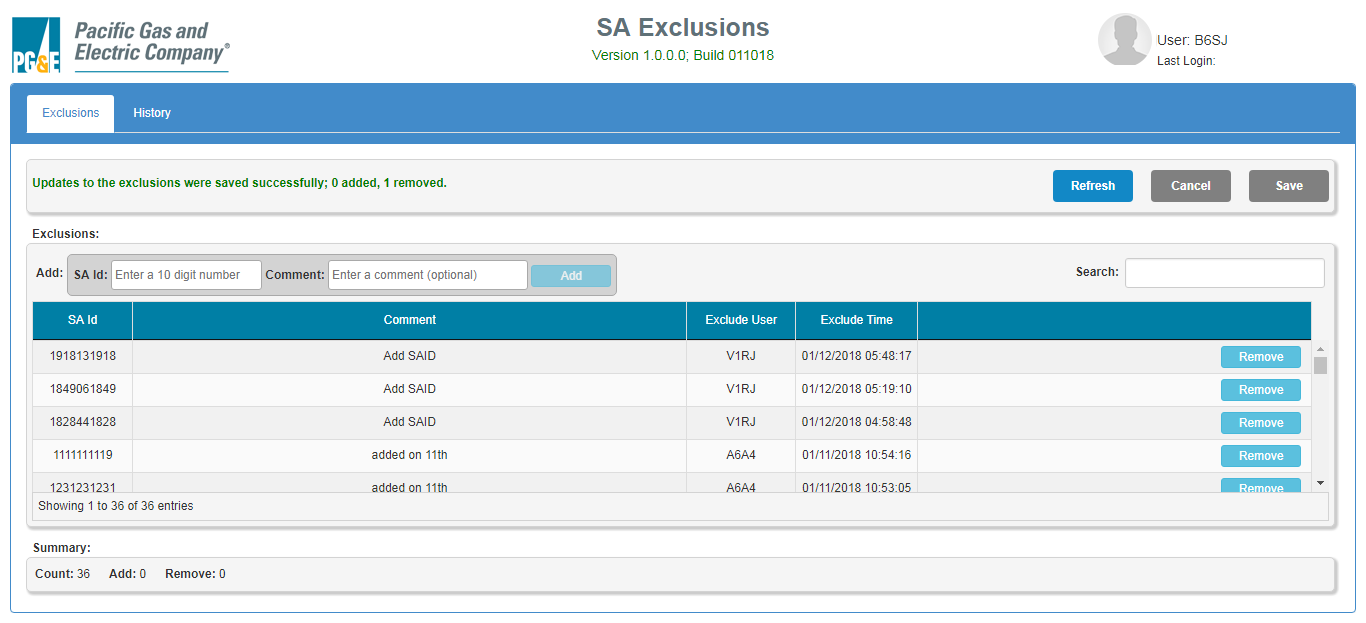 PG&E Pacific Gas and Electric Company®
SA Exclusions
Version 1.0.0.0; Build 011018
User: B6SJ
Last Login:
Exclusions History
Updates to the exclusions were saved successfully; 0 added, 1 removed.
Refresh Cancel Save
Exclusions:
Add: SA Id: Enter a 10 digit number Comment: Enter a comment (optional) Add Search:
SA Id Comment Exclude User Exclude Time
1918131918 Add SAID V1RJ 01/12/2018 05:48:17 Remove
1849061849 Add SAID V1RJ 01/12/2018 05:19:10 Remove
1828441828 Add SAID V1RJ 01/12/2018 04:58:48 Remove
1111111119 added on 11th A6A4 01/11/2018 10:54:16 Remove
1231231231 added on 11th A6A4 01/11/2018 10:53:05 Remove
Showing 1 to 36 of 36 entries
Summary:
Count: 36 Add: 0 Remove: 0